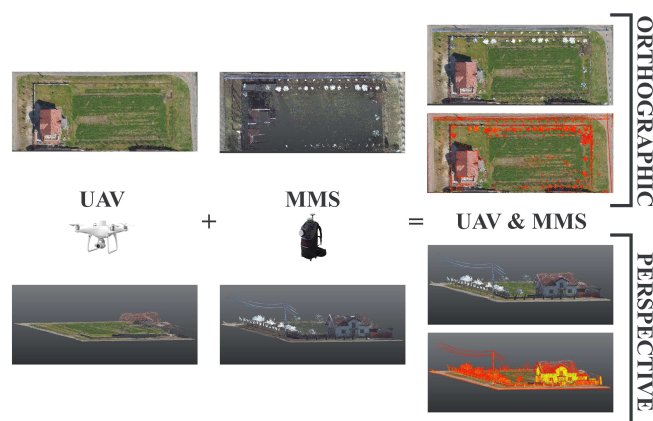 ORTHOGRAPHIC
UAV
+
MMS
=
UAV & MMS
PERSPECTIVE